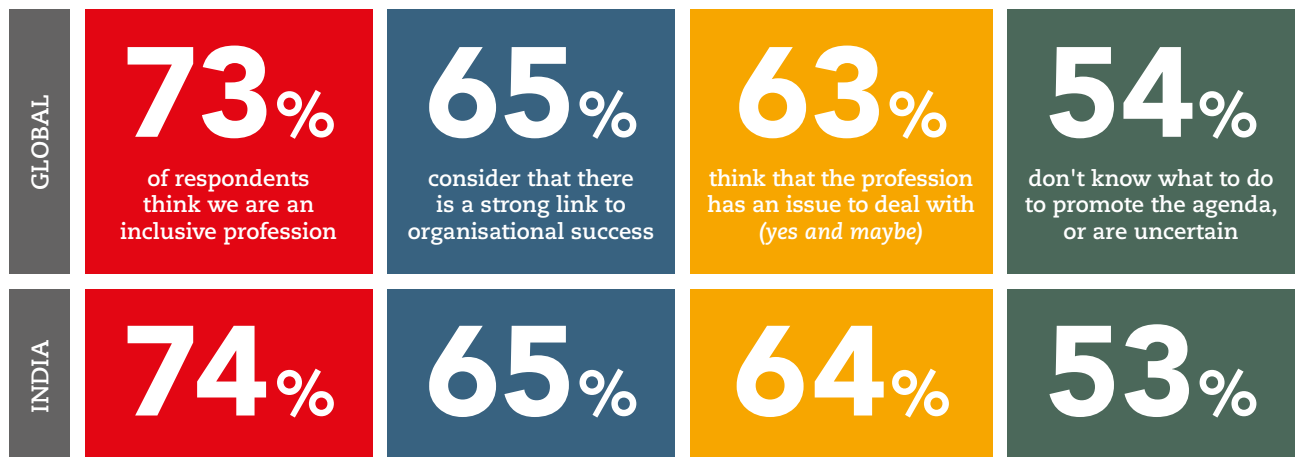 GLOBAL
73%
of respondents
think we are an
inclusive profession
65%
consider that there
is a strong link to
organisational success
63%
think that the profession
has an issue to deal with
(yes and maybe)
54%
don't know what to do
to promote the agenda,
or are uncertain
INDIA
74%
65%
64%
53%